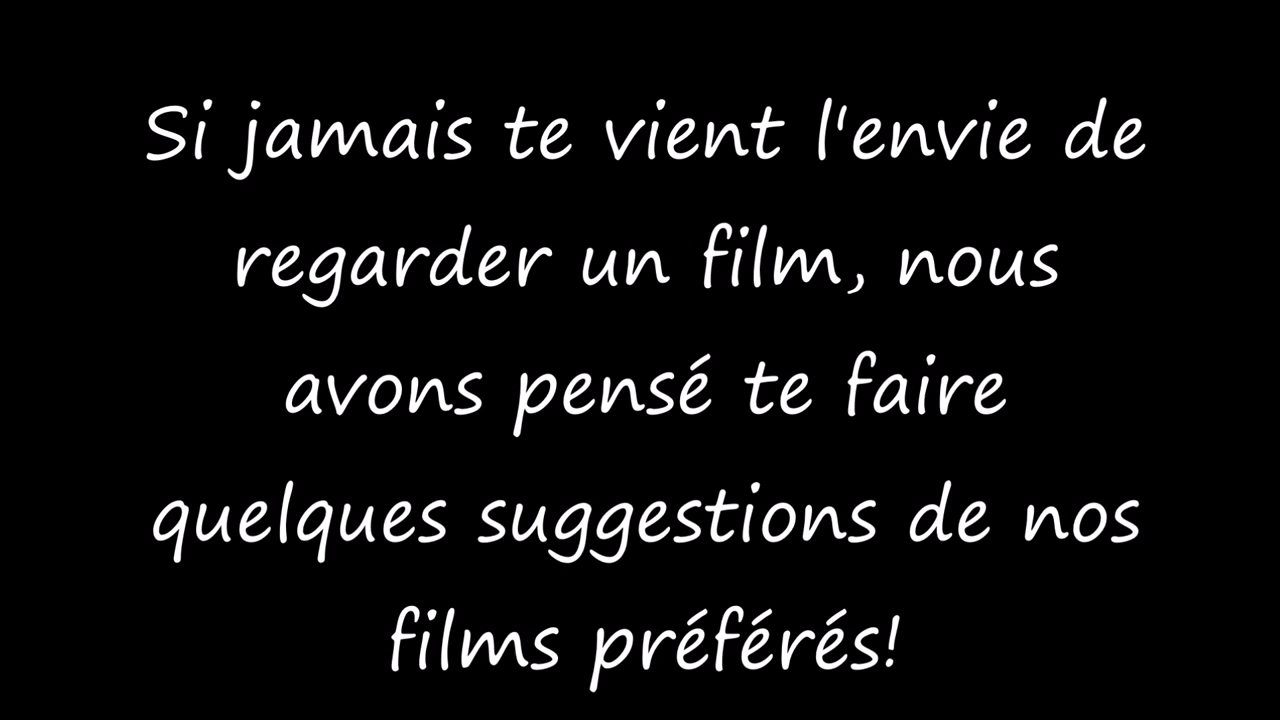 Si jamais te vient l'envie de
regarder un film, nous
avons pensé te faire
quelques suggestions de nos
films préférés!